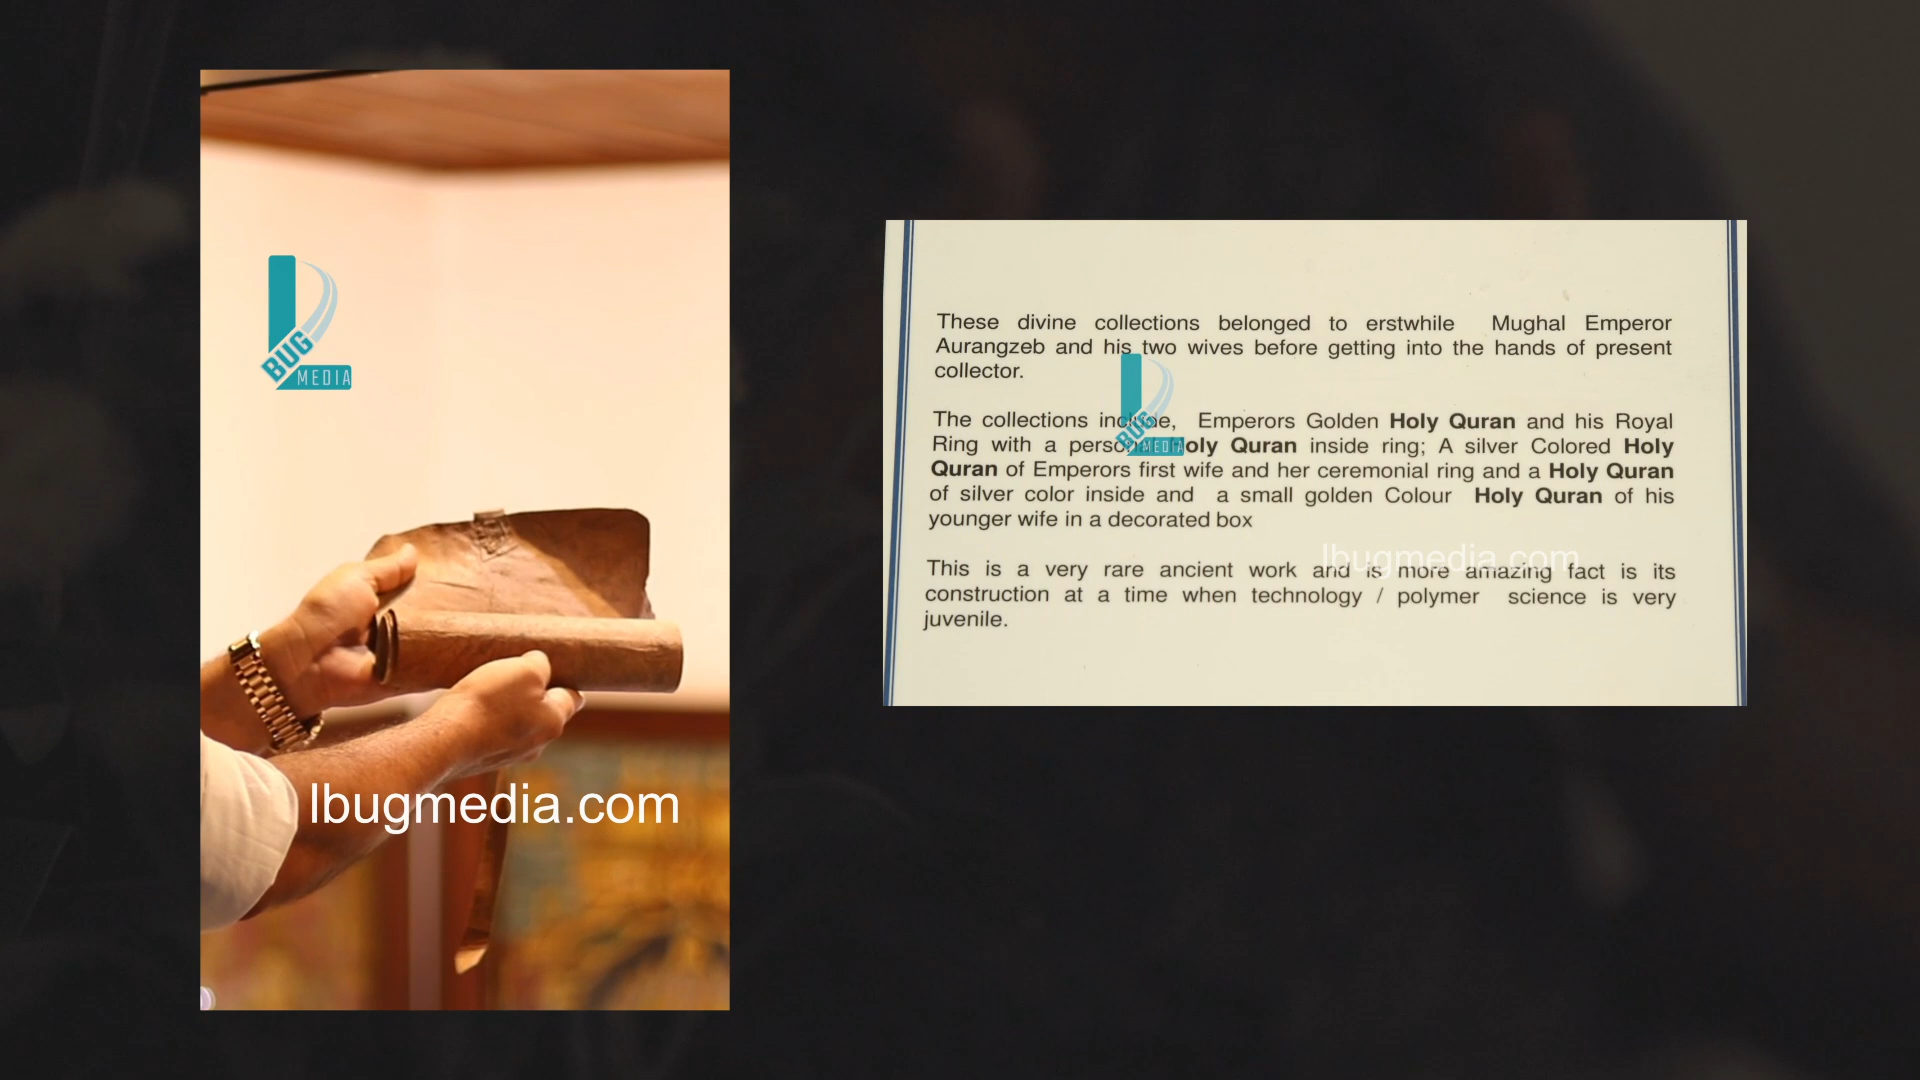 BUG
MEDIA
lbugmedia.com
These divine collections belonged to erstwhile Mughal Emperor
Aurangzeb and his two wives before getting into the hands of present
collector.
The collections include, Emperors Golden Holy Quran and his Royal
Ring with a personal Holy Quran inside ring; A silver Colored Holy
Quran of Emperors first wife and her ceremonial ring and a Holy Quran
of silver color inside and a small golden Colour Holy Quran of his
younger wife in a decorated box
This is a very rare ancient work and is more amazing fact is its
construction at a time when technology / polymer science is very
juvenile.
BUG
MEDIA
lbugmedia.com